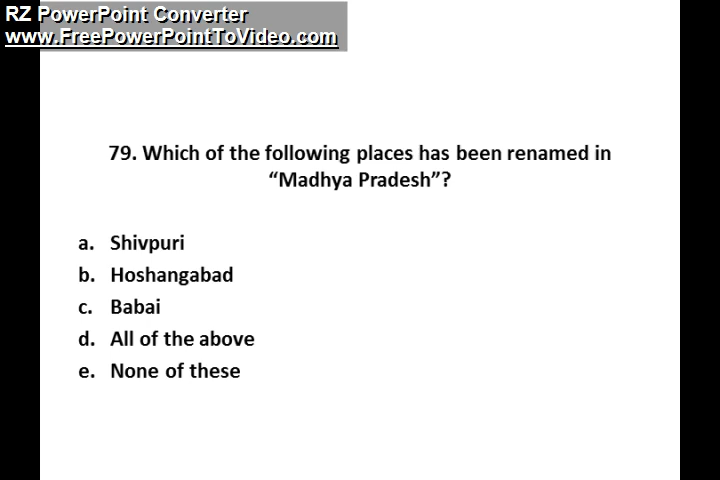 RZ PowerPoint Converter
www.FreePowerPointToVideo.com
79. Which of the following places has been renamed in
“Madhya Pradesh”?
a. Shivpuri
b. Hoshangabad
c. Babai
d. All of the above
e. None of these